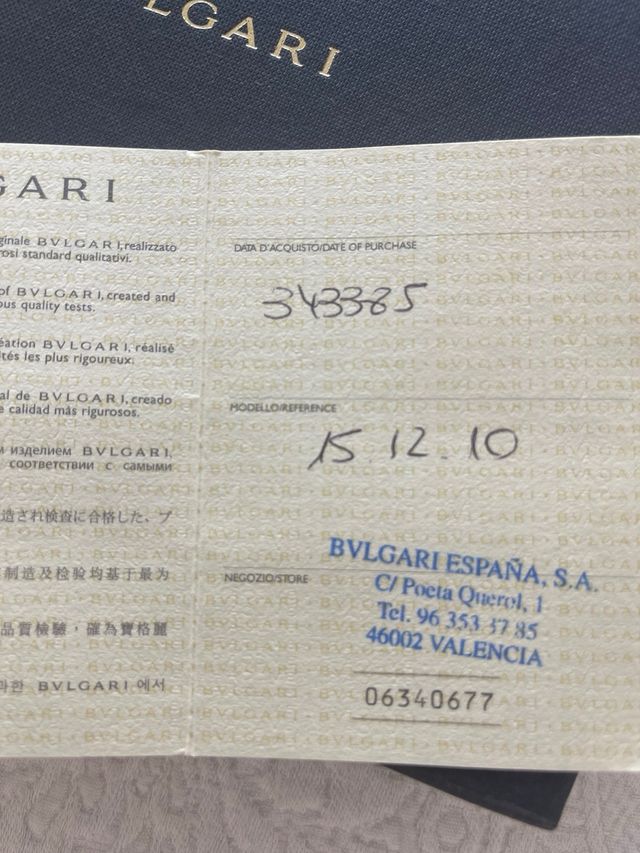 LGARI
GARI
ginale BVLGARI, realizzato
rosi standard qualitativi.
of BVLGARI, created and
ous quality tests.
éation BVLGARI, réalisé
ités les plus rigoureux.
al de BVLGARI, creado
e calidad más rigurosos.
м изделием BVLGARI,
соответствии с самыми
造され検査に合格した、ブ
制造及检验均基于最为
品質檢驗，確為寶格麗
BVLGARI 에서
DATA D'ACQUISTO/DATE OF PURCHASE
343385
MODELLO/REFERENCE
15 12.10
NEGOZIO/STORE
BVLGARI ESPAÑA, S.A.
C/ Poeta Querol, 1
Tel. 96 353 37 85
46002 VALENCIA
06340677